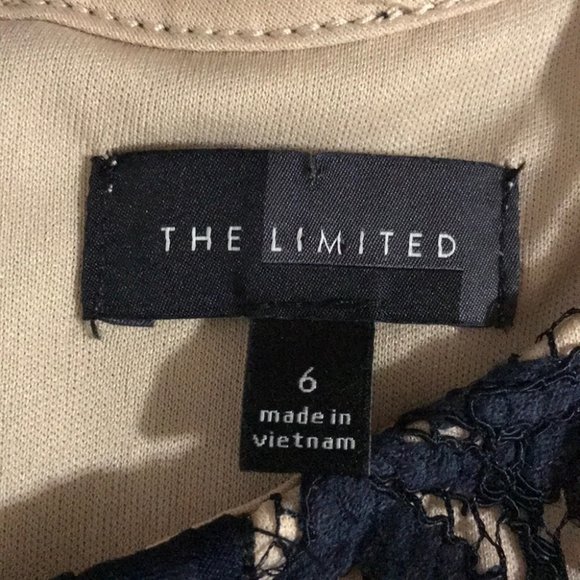 THE LIMITED
6
made in
vietnam